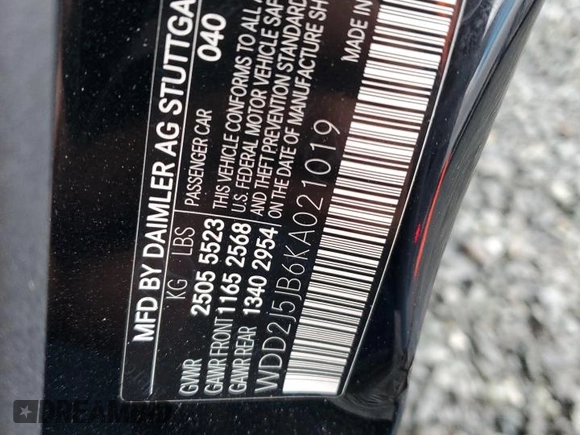 MFD BY DAIMLER AG STUTTGA
040
KG LBS
PASSENGER CAR
GVWR 2505 5523
GAWR FRONT 1165 2568
GAWR REAR 1340 2954
THIS VEHICLE CONFORMS TO ALL A
U.S. FEDERAL MOTOR VEHICLE SAF
AND THEFT PREVENTION STANDARD
ON THE DATE OF MANUFACTURE SH
MADE IN
WDD2J5JB6KA021019
DREAMBID